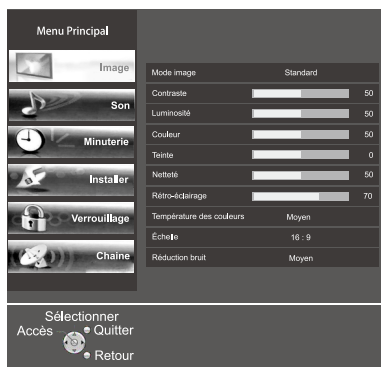 Menu Principal
Image
Son
Minuterie
Installer
Verrouillage
Chaîne
Mode image Standard
Contraste 50
Luminosité 50
Couleur 50
Teinte 0
Netteté 50
Rétro-éclairage 70
Température des couleurs Moyen
Échelle 16 : 9
Réduction bruit Moyen
Sélectionner
Accès Quitter
Retour